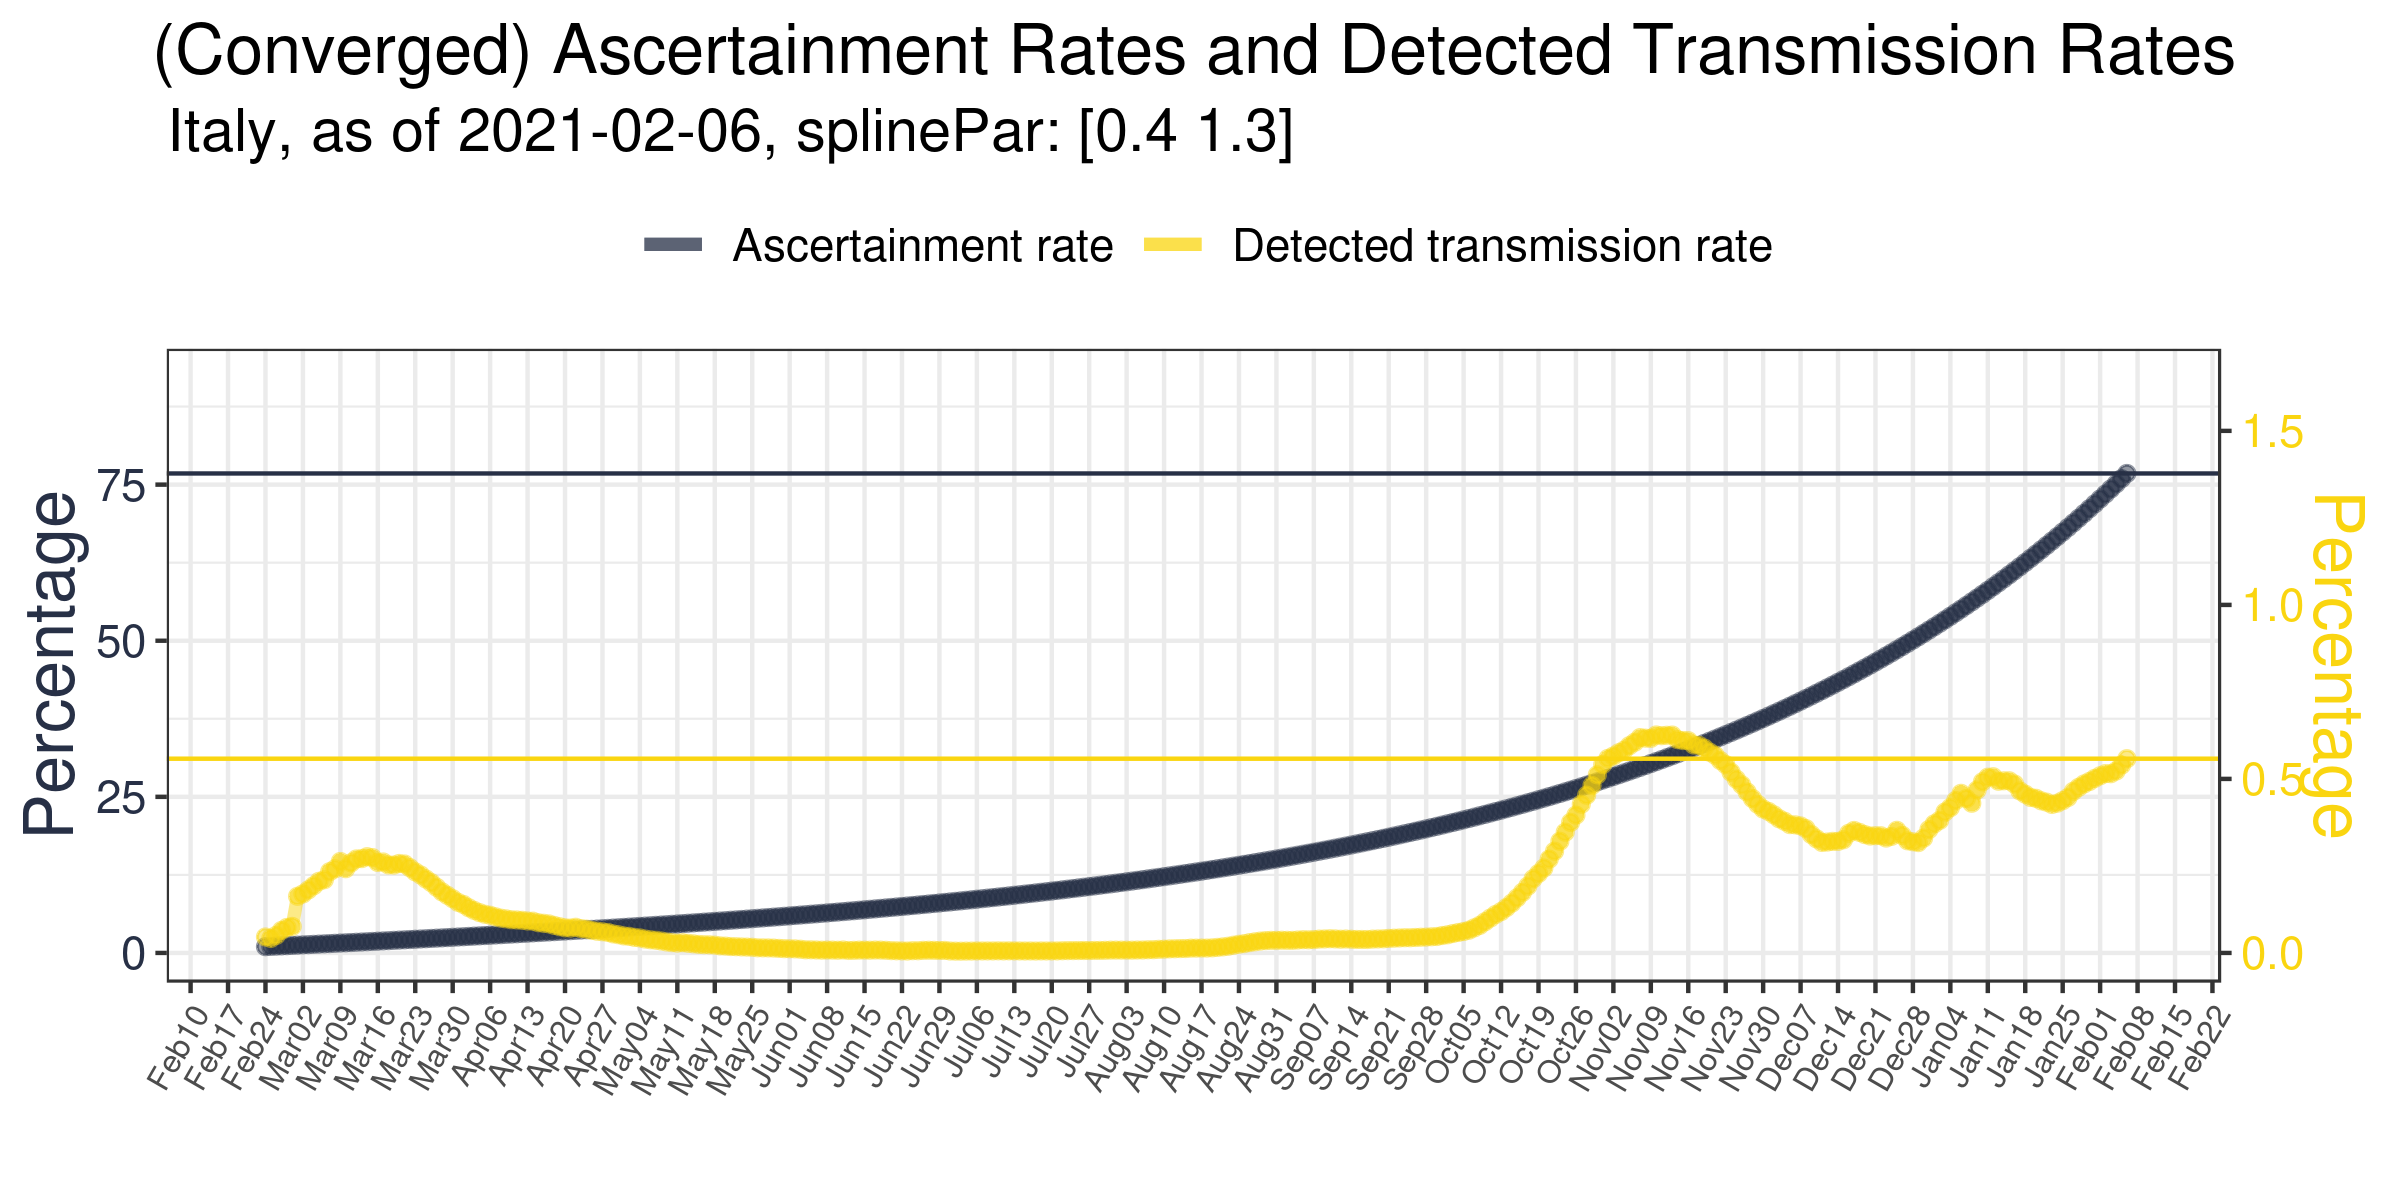 (Converged) Ascertainment Rates and Detected Transmission Rates
Italy, as of 2021-02-06, splinePar: [0.4 1.3]
Ascertainment rate
Detected transmission rate
Percentage
75
50
25
0
1.5
1.0
0.5
0.0
Percentage
Feb10
Feb17
Feb24
Mar02
Mar09
Mar16
Mar23
Mar30
Apr06
Apr13
Apr20
Apr27
May04
May11
May18
May25
Jun01
Jun08
Jun15
Jun22
Jun29
Jul06
Jul13
Jul20
Jul27
Aug03
Aug10
Aug17
Aug24
Aug31
Sep07
Sep14
Sep21
Sep28
Oct05
Oct12
Oct19
Oct26
Nov02
Nov09
Nov16
Nov23
Nov30
Nov07
Dec14
Dec21
Dec28
Dec04
Jan11
Jan18
Jan25
Feb01
Feb08
Feb15
Feb22